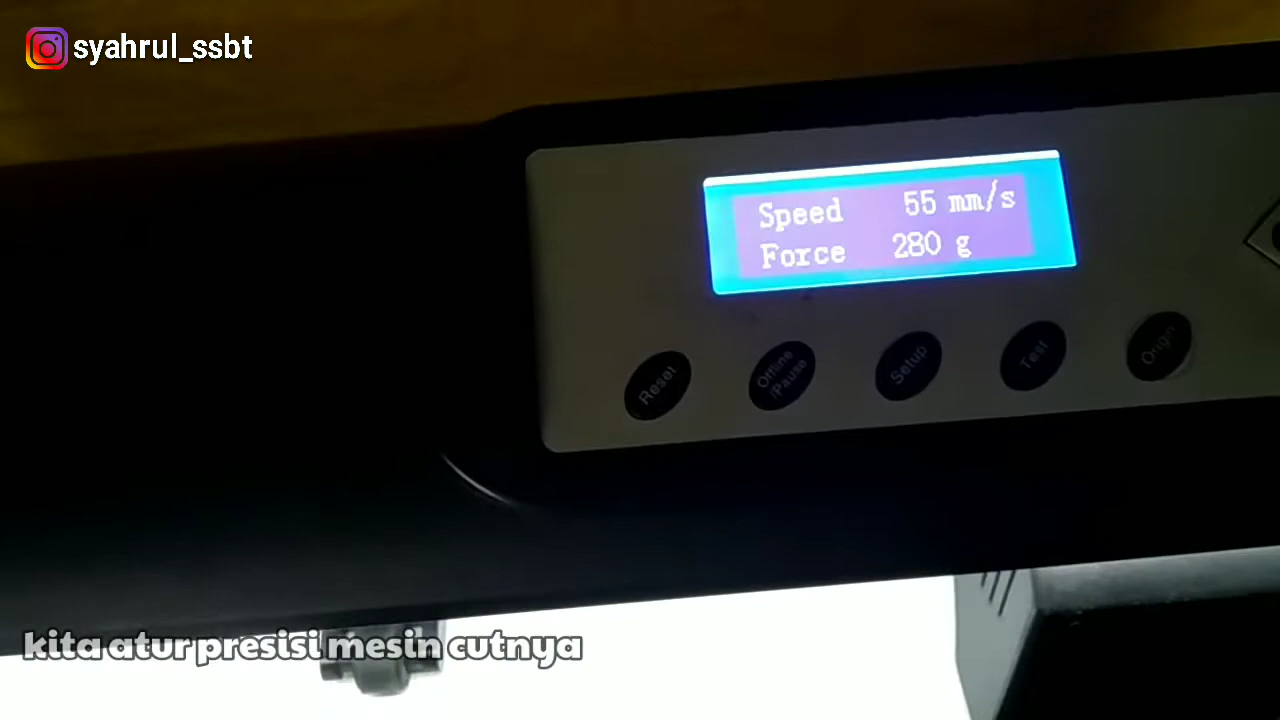 syahrul_ssbt
Speed 55 mm/s
Force 280 g
Reset
Offline
/Pause
Setup
Test
Origin
kita atur presisi mesin cutnya